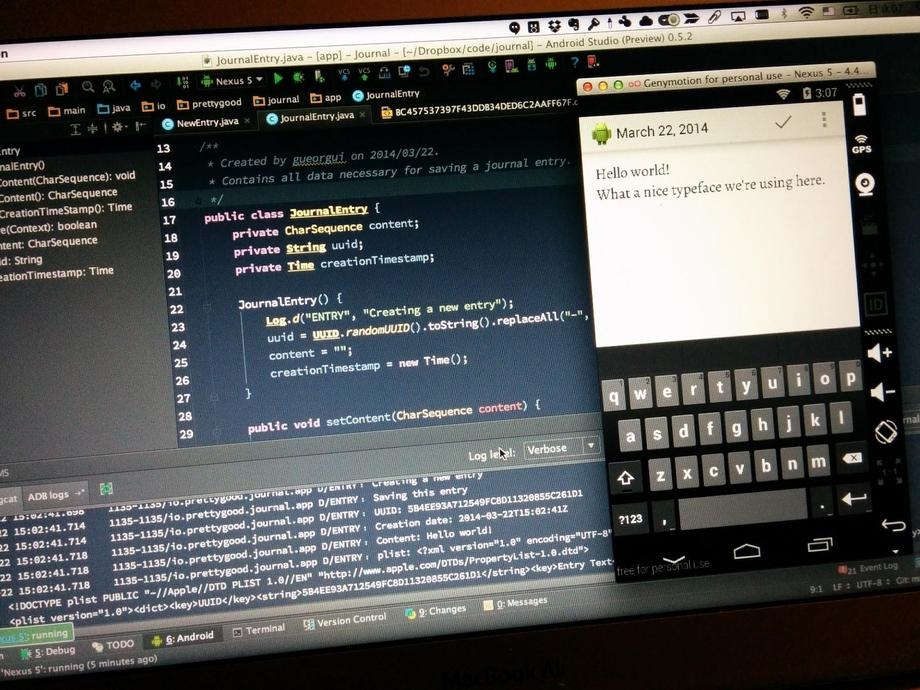 JournalEntry.java – [app] – Journal – [~/Dropbox/code/journal] – Android Studio (Preview) 0.5.2
Nexus 5
src main java io prettygood journal app JournalEntry
NewEntry.java JournalEntry.java
Content(CharSequence): void
Content(): CharSequence
CreationTimeStamp(): Time
(Context): boolean
CharSequence
String
Time
13 /**
14 * Created by gueorgui on 2014/03/22.
15 * Contains all data necessary for saving a journal entry.
16 */
17 public class JournalEntry {
18 private CharSequence content;
19 private String uuid;
20 private Time creationTimestamp;
21
22 JournalEntry() {
23 Log.d("ENTRY", "Creating a new entry");
24 uuid = UUID.randomUUID().toString().replaceAll("-",
25 content = "";
26 creationTimestamp = new Time();
27 }
28
29 public void setContent(CharSequence content) {
Genymotion for personal use – Nexus 5 – 4.4...
3:07
March 22, 2014
Hello world!
What a nice typeface we're using here.
GPS
ID
q w e r t y u i o p
a s d f g h j k l
z x c v b n m
?123 , .
free for personal use
Log level: Verbose
ADB logs
15:02:41.698 1135-1135/io.prettygood.journal.app D/ENTRY: Creating a new entry
22 15:02:41.714 1135-1135/io.prettygood.journal.app D/ENTRY: Saving this entry
22 15:02:41.714 1135-1135/io.prettygood.journal.app D/ENTRY: UUID: 5B4EE93A712549FC8D11320855C261D1
22 15:02:41.718 1135-1135/io.prettygood.journal.app D/ENTRY: Creation date: 2014-03-22T15:02:41Z
22 15:02:41.718 1135-1135/io.prettygood.journal.app D/ENTRY: Content: Hello world!
22 15:02:41.718 1135-1135/io.prettygood.journal.app D/ENTRY: plist: <?xml version="1.0" encoding="UTF-8"
<!DOCTYPE plist PUBLIC "-//Apple//DTD PLIST 1.0//EN" "http://www.apple.com/DTDs/PropertyList-1.0.dtd">
<plist version="1.0"><dict><key>UUID</key><string>5B4EE93A712549FC8D11320855C261D1</string><key>Entry Text
21 Event Log
9:1 LF UTF-8 Git:
5': running
5: Debug TODO 6: Android Terminal Version Control 9: Changes 0: Messages
'Nexus 5': running (5 minutes ago)
MacBook Air